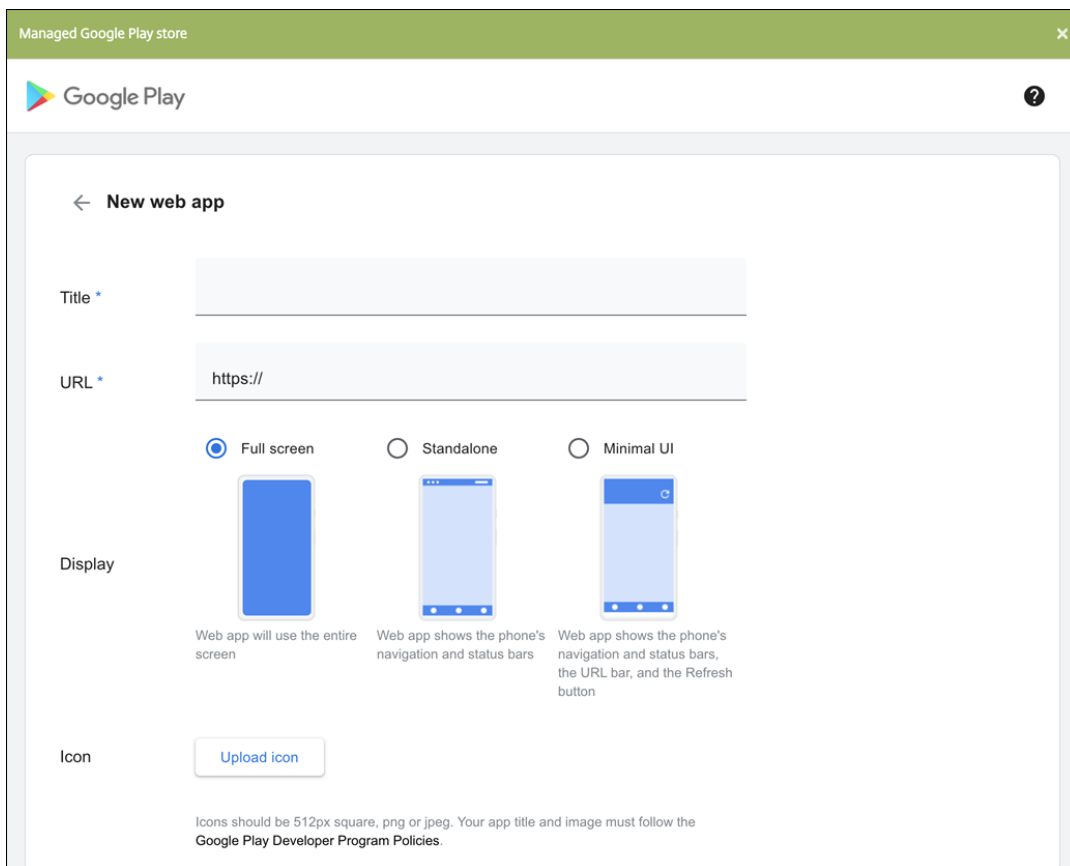 Managed Google Play store
Google Play
New web app
Title *
URL *
https://
Full screen
Standalone
Minimal UI
Display
Web app will use the entire
screen
Web app shows the phone's
navigation and status bars
Web app shows the phone's
navigation and status bars,
the URL bar, and the Refresh
button
Icon
Upload icon
Icons should be 512px square, png or jpeg. Your app title and image must follow the
Google Play Developer Program Policies.